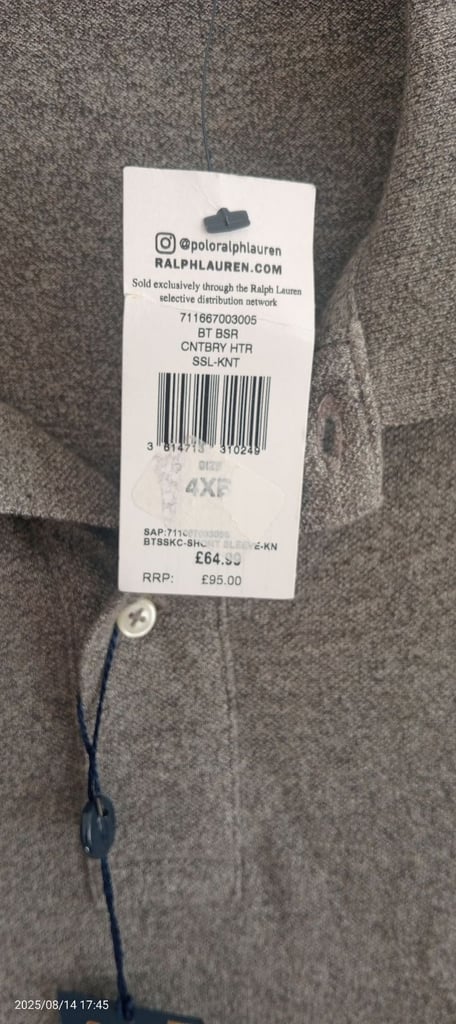 @poloralphlauren
RALPHLAUREN.COM
Sold exclusively through the Ralph Lauren
selective distribution network
711667003005
BT BSR
CNTBRY HTR
SSL-KNT
3 614713 310249
SIZE
4XB
SAP:711667003005
BTSSKC-SHORT SLEEVE-KN
£64.99
RRP: £95.00
2025/08/14 17:45